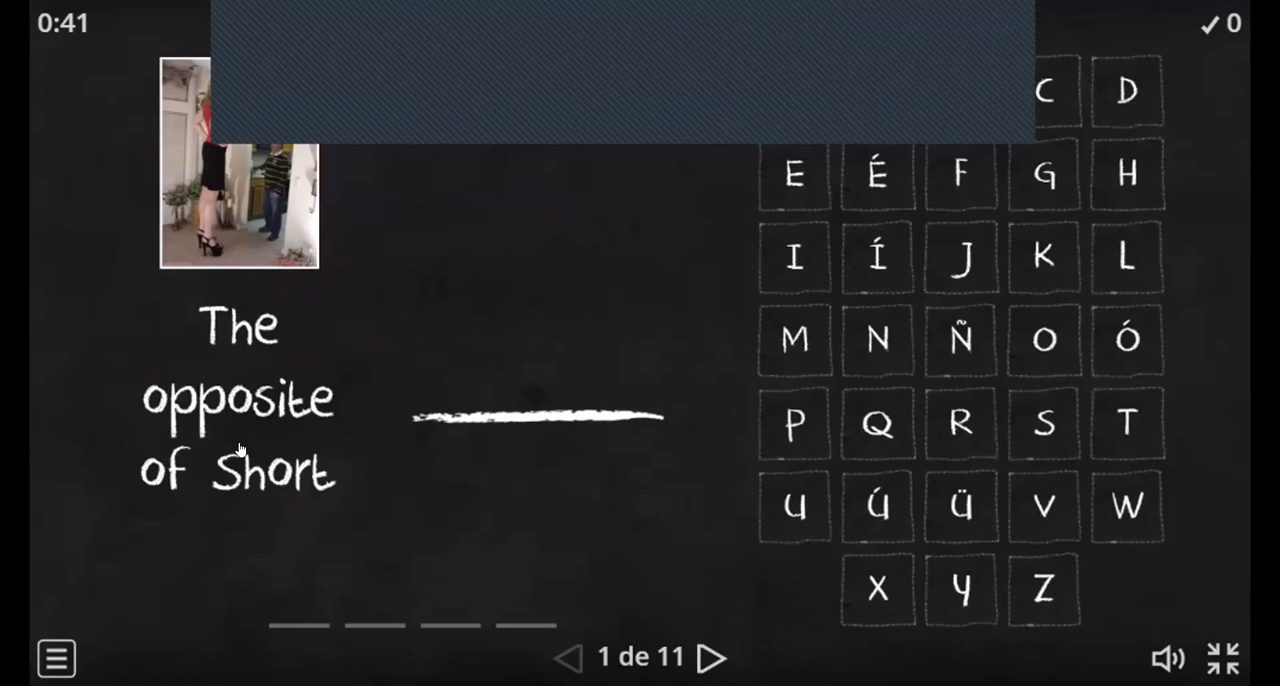 0:41
✓ 0
C D
E É F G H
I Í J K L
M N Ñ O Ó
P Q R S T
U Ú Ü V W
X Y Z
The
opposite
of Short
1 de 11